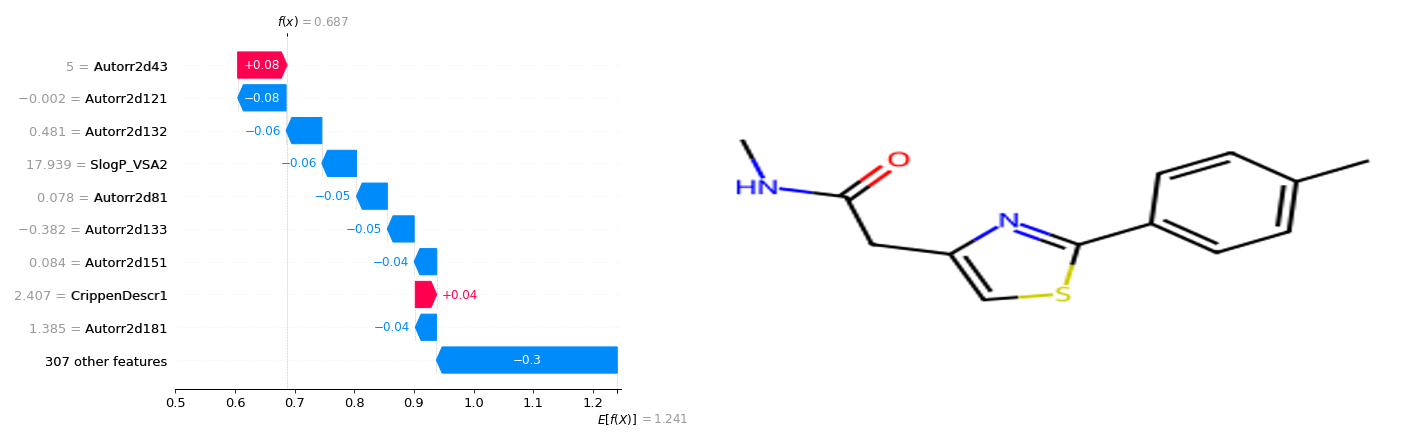 f(x) = 0.687
5 = Autorr2d43
+0.08
−0.002 = Autorr2d121
−0.08
0.481 = Autorr2d132
−0.06
17.939 = SlogP_VSA2
−0.06
0.078 = Autorr2d81
−0.05
−0.382 = Autorr2d133
−0.05
0.084 = Autorr2d151
−0.04
2.407 = CrippenDescr1
+0.04
1.385 = Autorr2d181
−0.04
307 other features
−0.3
0.5 0.6 0.7 0.8 0.9 1.0 1.1 1.2
E[f(X)] = 1.241
O
HN
N
S